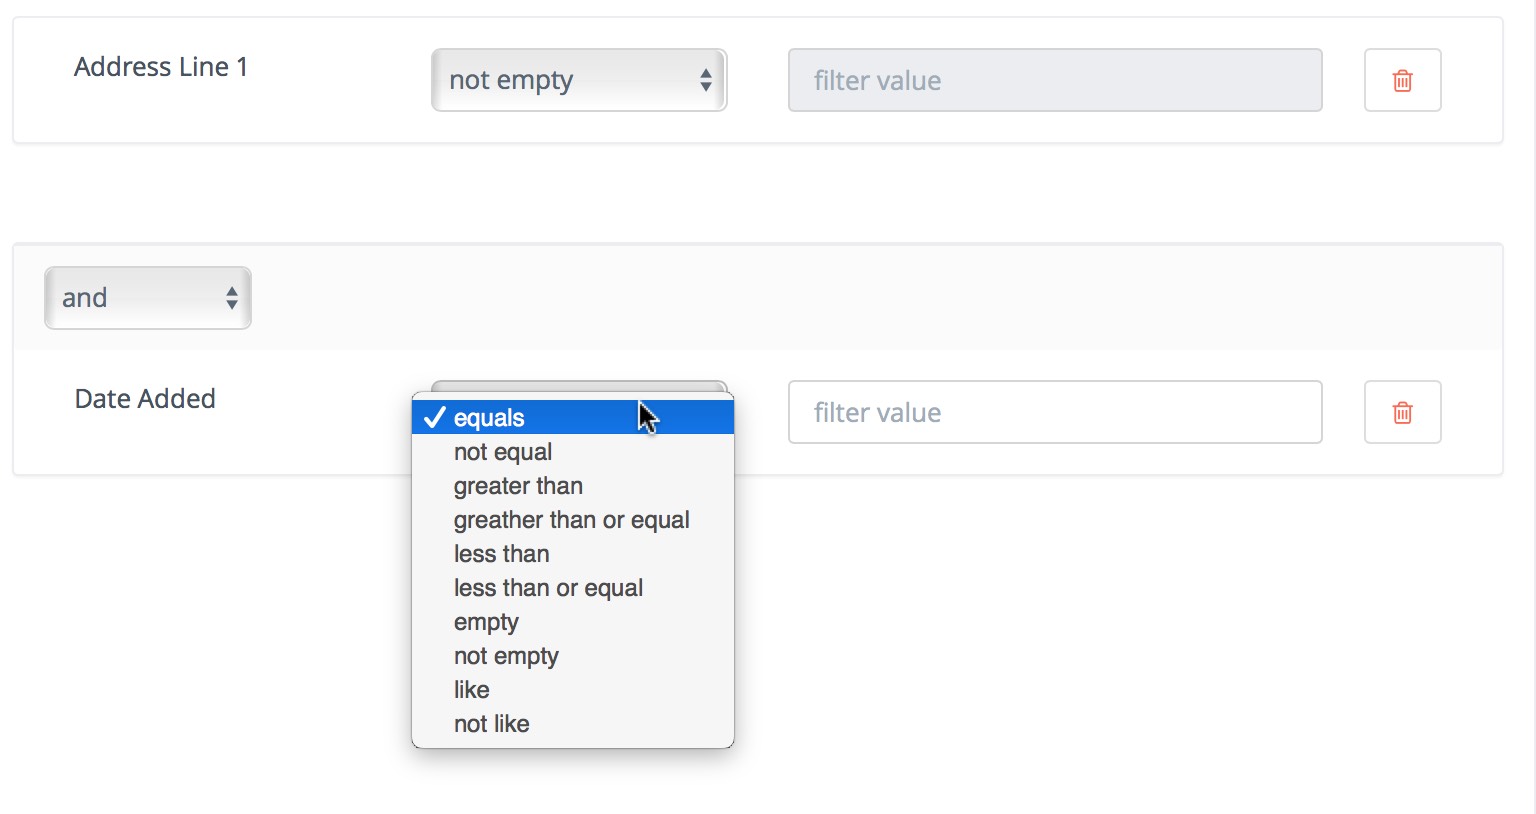 Address Line 1
not empty
filter value
and
Date Added
filter value
equals
not equal
greater than
greather than or equal
less than
less than or equal
empty
not empty
like
not like